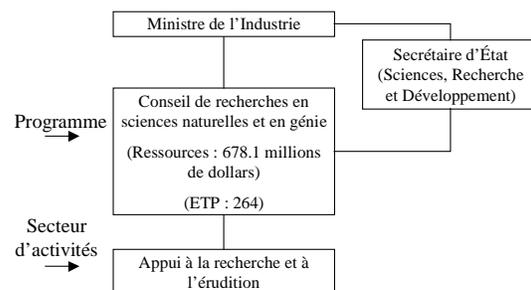 Ministre de l'Industrie
Secrétaire d'État
(Sciences, Recherche
et Développement)
Programme
Conseil de recherches en
sciences naturelles et en génie
(Ressources : 678.1 millions
de dollars)
(ETP : 264)
Secteur
d'activités
Appui à la recherche et à
l'érudition